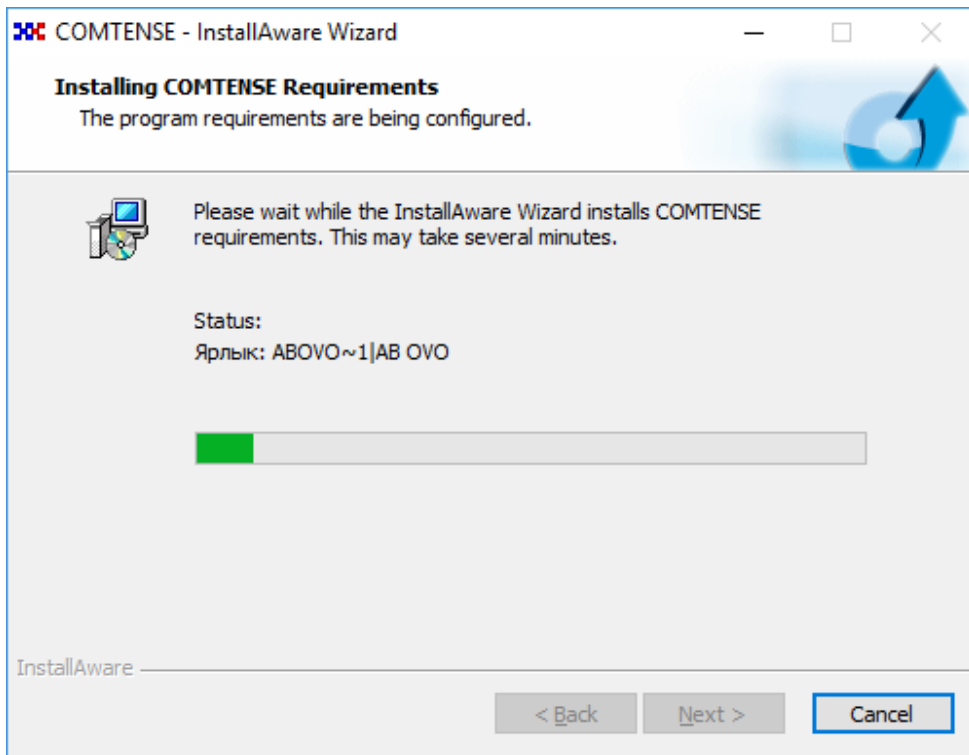 COMTENSE - InstallAware Wizard
Installing COMTENSE Requirements
The program requirements are being configured.
Please wait while the InstallAware Wizard installs COMTENSE
requirements. This may take several minutes.
Status:
Ярлык: ABOVO~1|AB OVO
InstallAware
< Back
Next >
Cancel